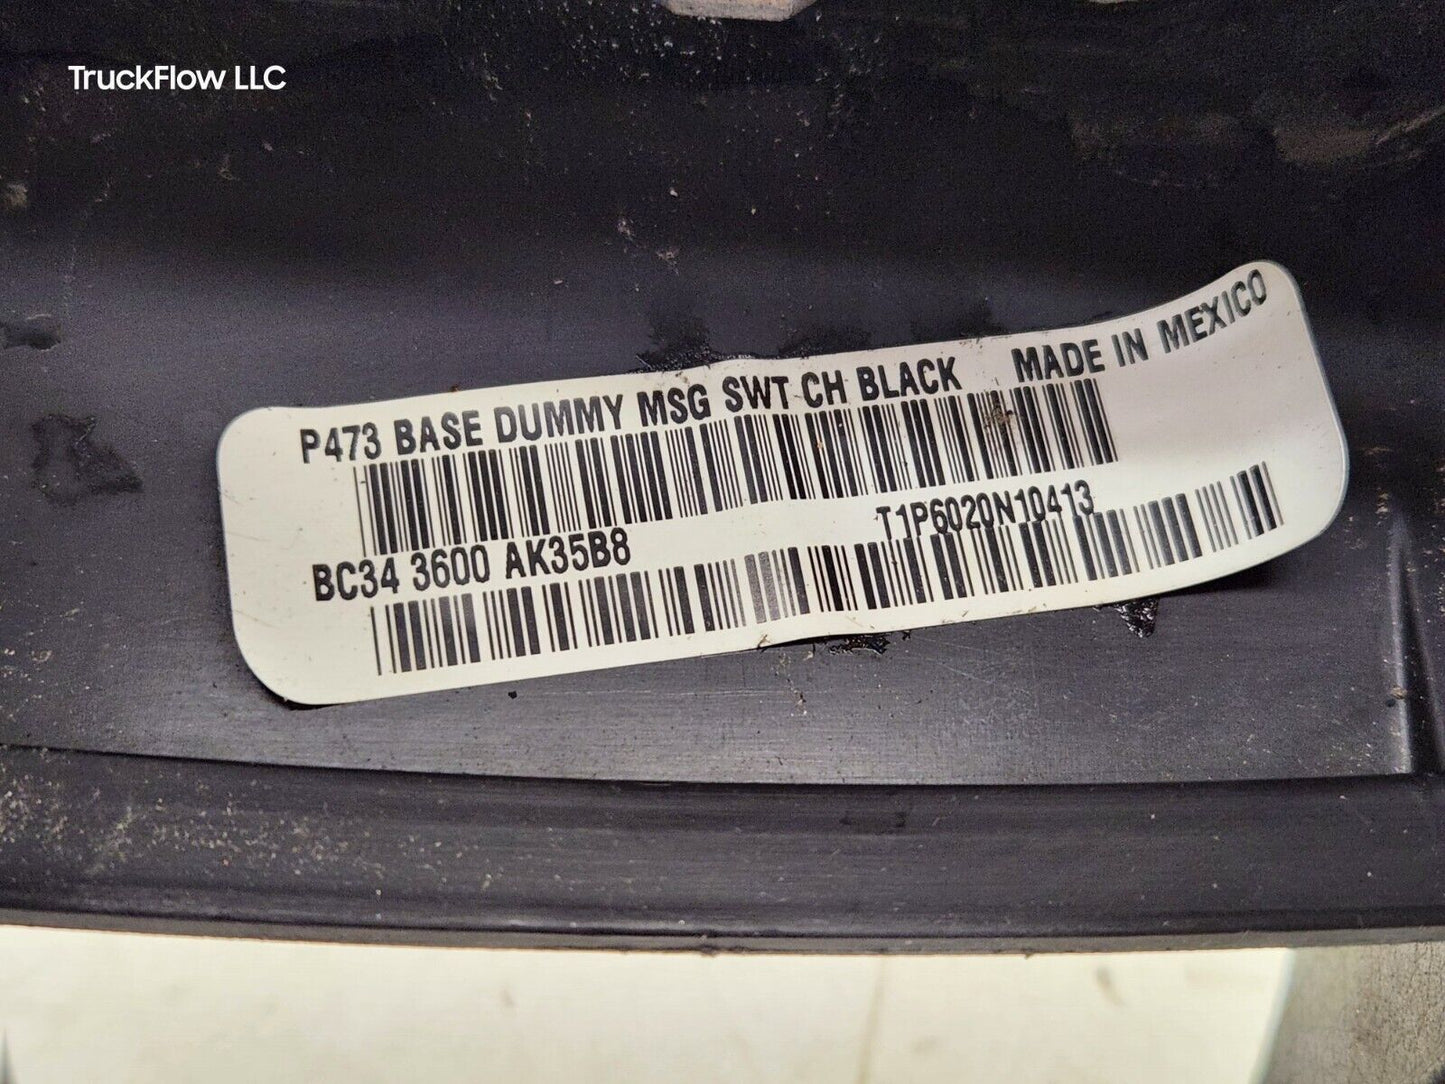 TruckFlow LLC
P473 BASE DUMMY MSG SWT CH BLACK MADE IN MEXICO
BC34 3600 AK35B8 T1P6020N10413